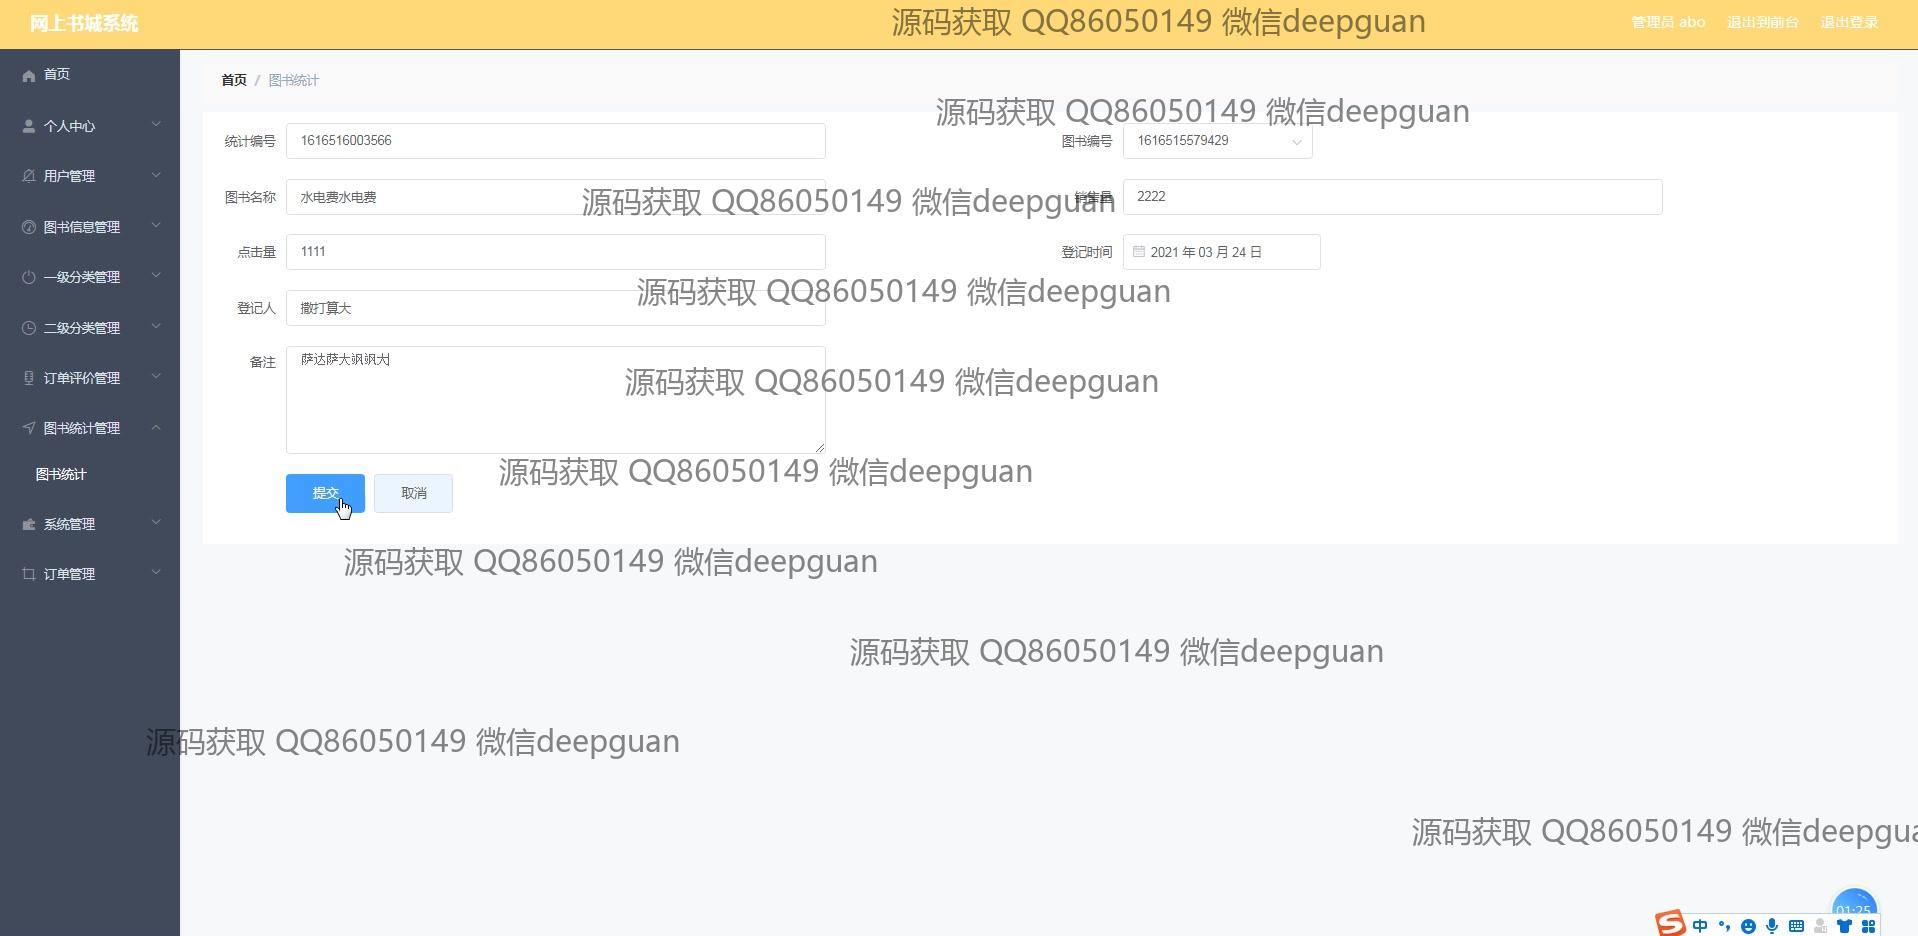 网上书城系统
源码获取 QQ86050149 微信deepguan
管理员 abo 退出到前台 退出登录
首页
个人中心
用户管理
图书信息管理
一级分类管理
二级分类管理
订单评价管理
图书统计管理
图书统计
系统管理
订单管理
首页 / 图书统计
源码获取 QQ86050149 微信deepguan
统计编号 1616516003566
图书编号 1616515579429
图书名称 水电费水电费
源码获取 QQ86050149 微信deepguan
销售量 2222
点击量 1111
登记时间 2021 年 03 月 24 日
源码获取 QQ86050149 微信deepguan
登记人 撒打算大
备注 萨达萨大飒飒大
源码获取 QQ86050149 微信deepguan
源码获取 QQ86050149 微信deepguan
提交 取消
源码获取 QQ86050149 微信deepguan
源码获取 QQ86050149 微信deepguan
源码获取 QQ86050149 微信deepguan
源码获取 QQ86050149 微信deepgua
01:25
中